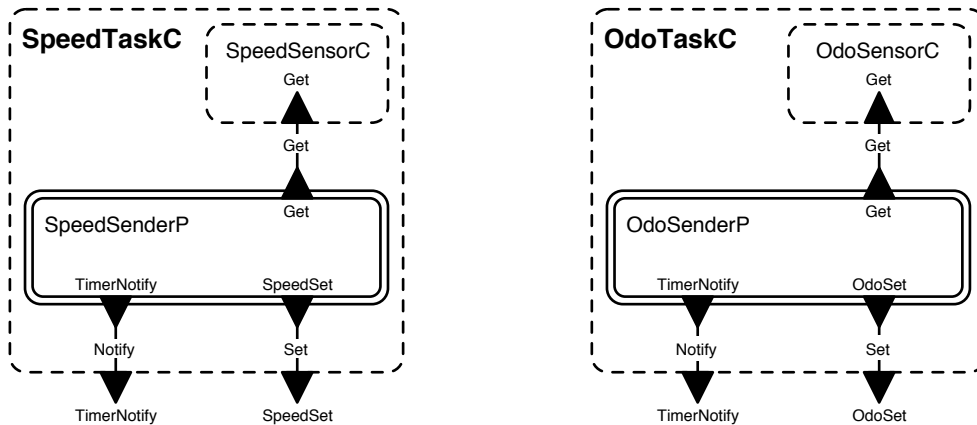 SpeedTaskC
SpeedSensorC
Get
Get
Get
SpeedSenderP
TimerNotify
SpeedSet
Notify
Set
TimerNotify
SpeedSet
OdoTaskC
OdoSensorC
Get
Get
Get
OdoSenderP
TimerNotify
OdoSet
Notify
Set
TimerNotify
OdoSet